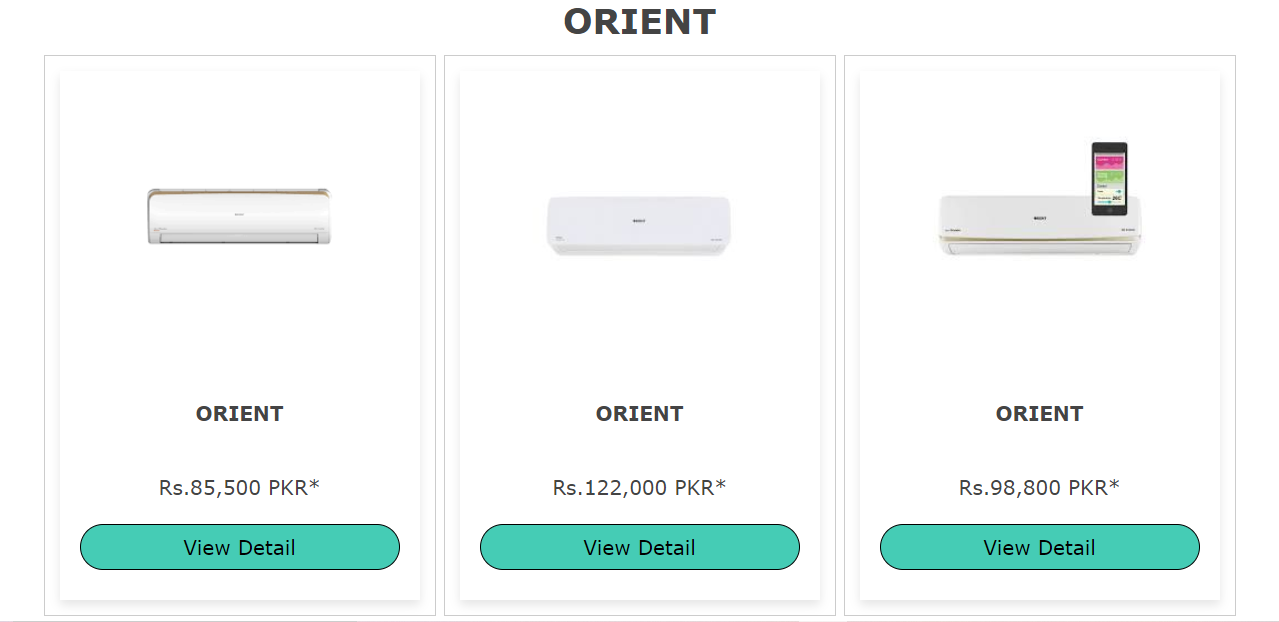 ORIENT
ORIENT
Rs.85,500 PKR*
View Detail
ORIENT
Rs.122,000 PKR*
View Detail
ORIENT
Rs.98,800 PKR*
View Detail